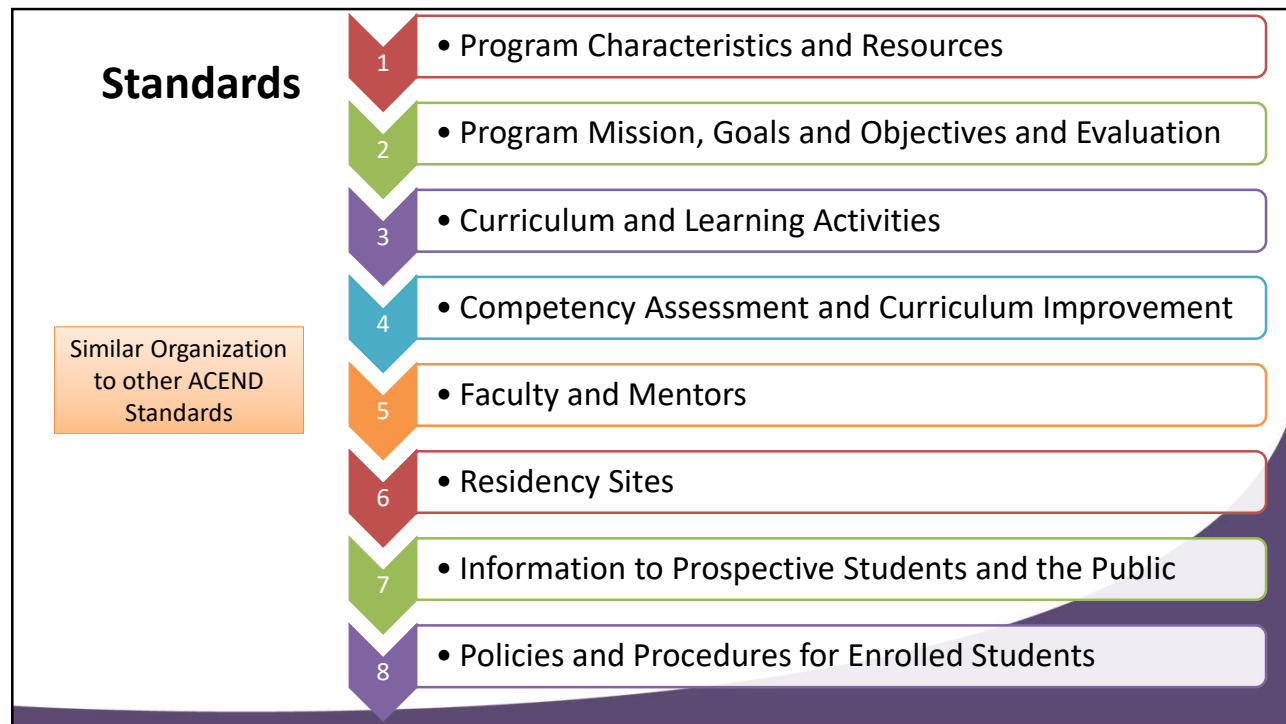 Standards
1
• Program Characteristics and Resources
2
• Program Mission, Goals and Objectives and Evaluation
3
• Curriculum and Learning Activities
4
• Competency Assessment and Curriculum Improvement
Similar Organization
to other ACEND
Standards
5
• Faculty and Mentors
6
• Residency Sites
7
• Information to Prospective Students and the Public
8
• Policies and Procedures for Enrolled Students